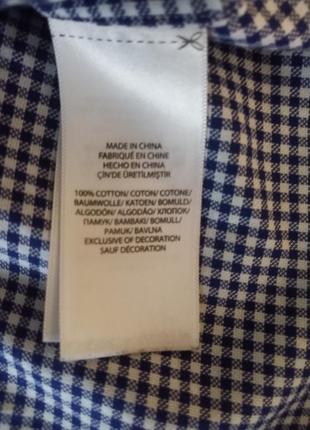 MADE IN CHINA
FABRIQUÉ EN CHINE
HECHO EN CHINA
ÇİN'DE ÜRETİLMİŞTİR
100% COTTON/ COTON/ COTONE/
BAUMWOLLE/ KATOEN/ BOMULD/
ALGODÓN/ ALGODÃO/ ХЛОПОК/
ПАМУК/ BAMBAKI/ BOMULL/
PAMUK/ BAVLNA
EXCLUSIVE OF DECORATION
SAUF DÉCORATION